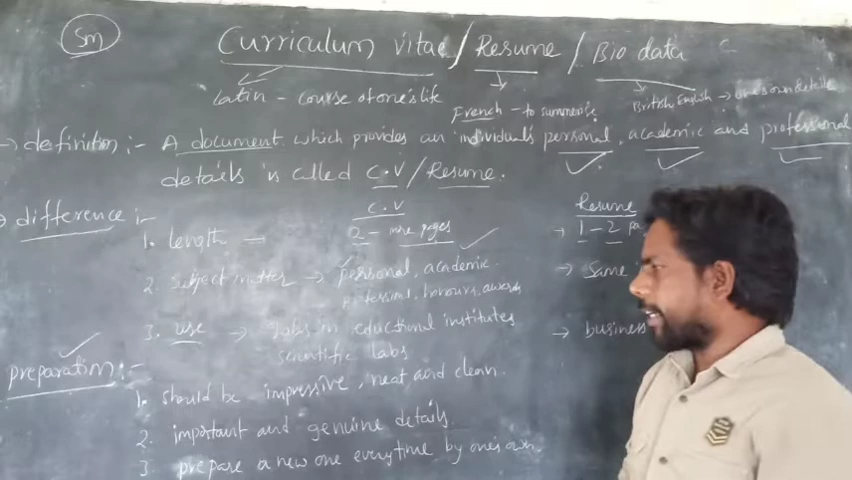 Sm
Curriculum vitae / Resume / Bio data
Latin - course of one's life
French - to summerise
British English → one's own details
→ definition :- A document which provides an individual's personal, academic and professional
details is called C.V / Resume.
→ difference :-
C.V
Resume
1. length — 2 - more pages → 1 - 2 pa
2. Subject matter → personal, academic. → same
professional, honours, awards
3. use → Jobs in eductional institutes → business
scientific labs
preparation :-
1. should be impressive, neat and clean.
2. important and genuine details.
3. prepare a new one everytime by one's own.